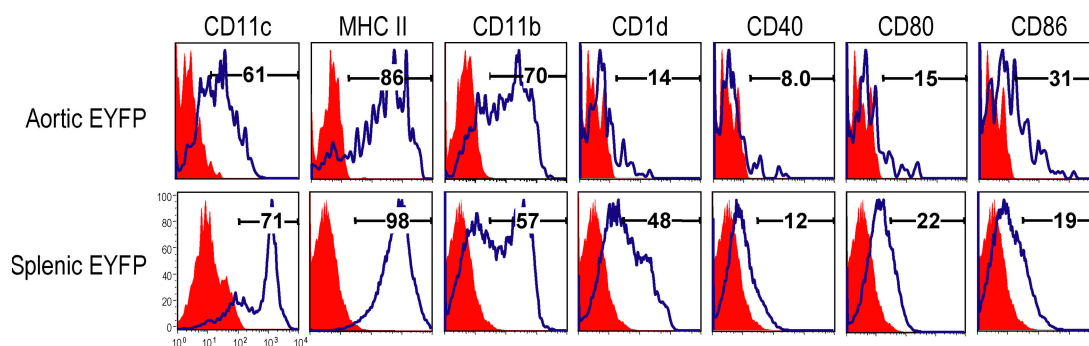 CD11c MHC II CD11b CD1d CD40 CD80 CD86
Aortic EYFP 61 86 70 14 8.0 15 31
100
Splenic EYFP 71 98 57 48 12 22 19
80
60
40
20
0
10⁰ 10¹ 10² 10³ 10⁴